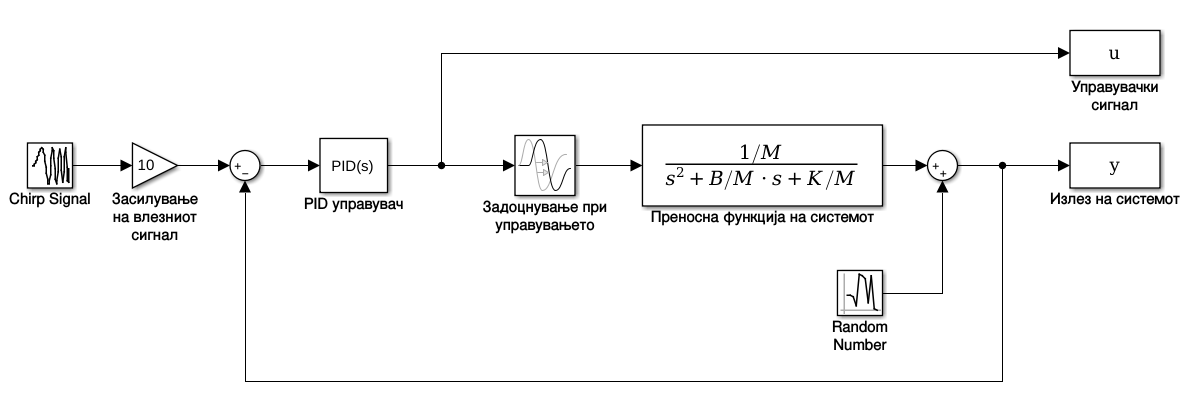 u
Управувачки
сигнал
Chirp Signal
10
Засилување
на влезниот
сигнал
+
−
PID(s)
PID управувач
Задоцнување при
управувањето
1/M
s² + B/M · s + K/M
Преносна функција на системот
+
+
y
Излез на системот
Random
Number